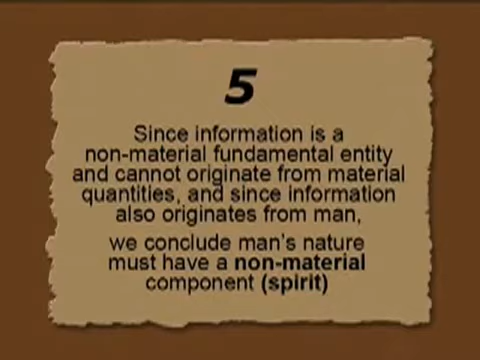 5
Since information is a
non-material fundamental entity
and cannot originate from material
quantities, and since information
also originates from man,
we conclude man's nature
must have a non-material
component (spirit)